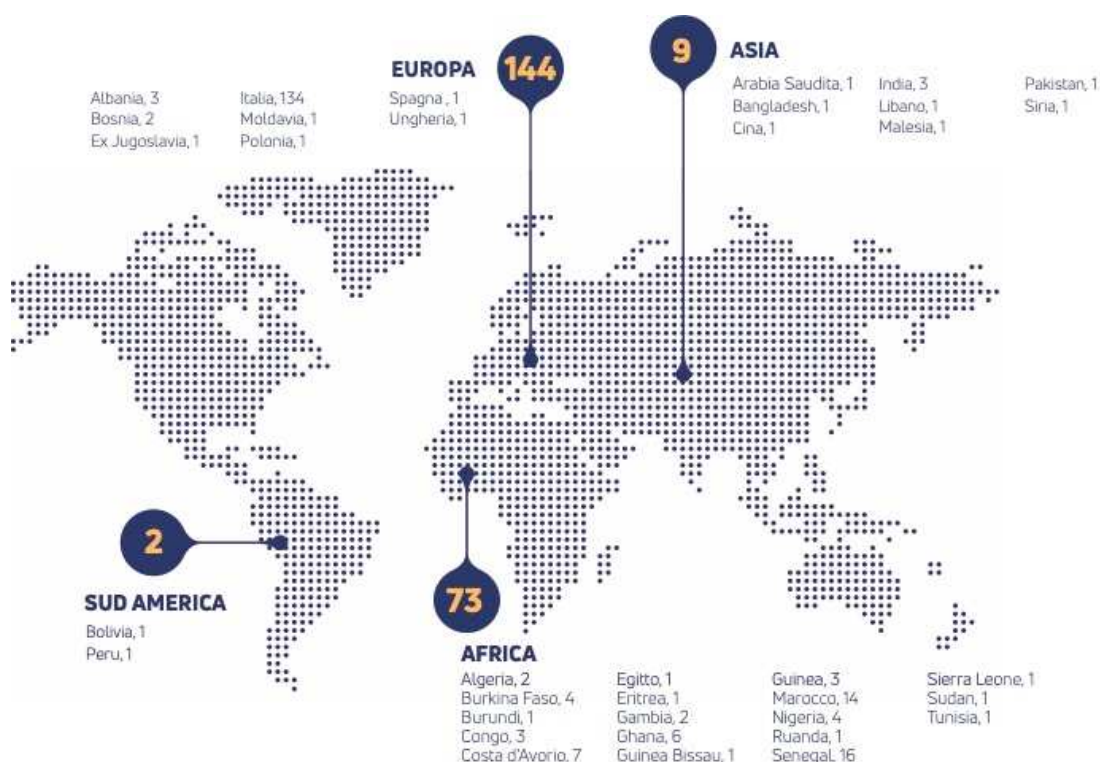 EUROPA
144
Albania, 3
Bosnia, 2
Ex Jugoslavia, 1
Italia, 134
Moldavia, 1
Polonia, 1
Spagna , 1
Ungheria, 1
9
ASIA
Arabia Saudita, 1
Bangladesh, 1
Cina, 1
India, 3
Libano, 1
Malesia, 1
Pakistan, 1
Siria, 1
2
SUD AMERICA
Bolivia, 1
Peru, 1
73
AFRICA
Algeria, 2
Burkina Faso, 4
Burundi, 1
Congo, 3
Costa d'Avorio, 7
Egitto, 1
Eritrea, 1
Gambia, 2
Ghana, 6
Guinea Bissau, 1
Guinea, 3
Marocco, 14
Nigeria, 4
Ruanda, 1
Senegal, 16
Sierra Leone, 1
Sudan, 1
Tunisia, 1